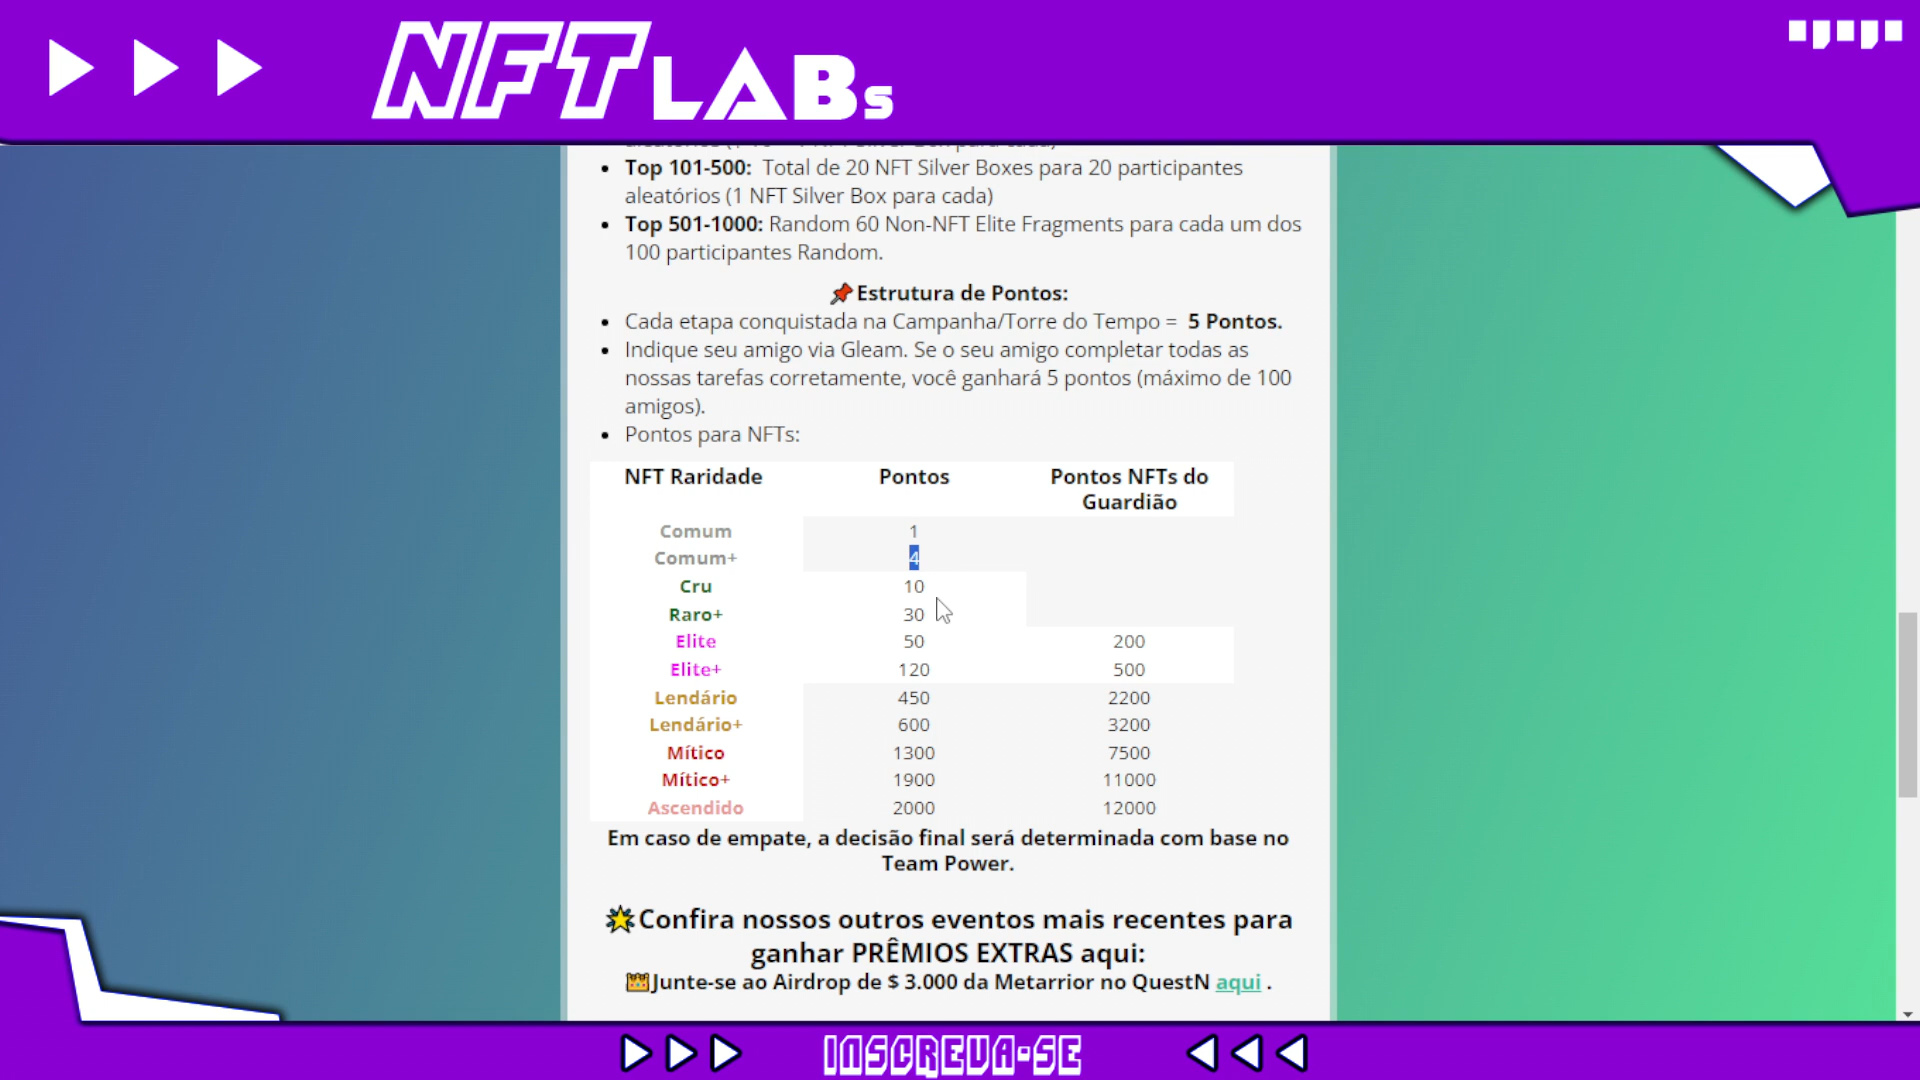 NFT LABs
Top 101-500: Total de 20 NFT Silver Boxes para 20 participantes
aleatórios (1 NFT Silver Box para cada)
Top 501-1000: Random 60 Non-NFT Elite Fragments para cada um dos
100 participantes Random.
📌Estrutura de Pontos:
Cada etapa conquistada na Campanha/Torre do Tempo = 5 Pontos.
Indique seu amigo via Gleam. Se o seu amigo completar todas as
nossas tarefas corretamente, você ganhará 5 pontos (máximo de 100
amigos).
Pontos para NFTs:
NFT Raridade Pontos Pontos NFTs do
Guardião
Comum 1
Comum+ 4
Cru 10
Raro+ 30
Elite 50 200
Elite+ 120 500
Lendário 450 2200
Lendário+ 600 3200
Mítico 1300 7500
Mítico+ 1900 11000
Ascendido 2000 12000
Em caso de empate, a decisão final será determinada com base no
Team Power.
🌟Confira nossos outros eventos mais recentes para
ganhar PRÊMIOS EXTRAS aqui:
👑Junte-se ao Airdrop de $ 3.000 da Metarrior no QuestN aqui .
INSCREVA-SE